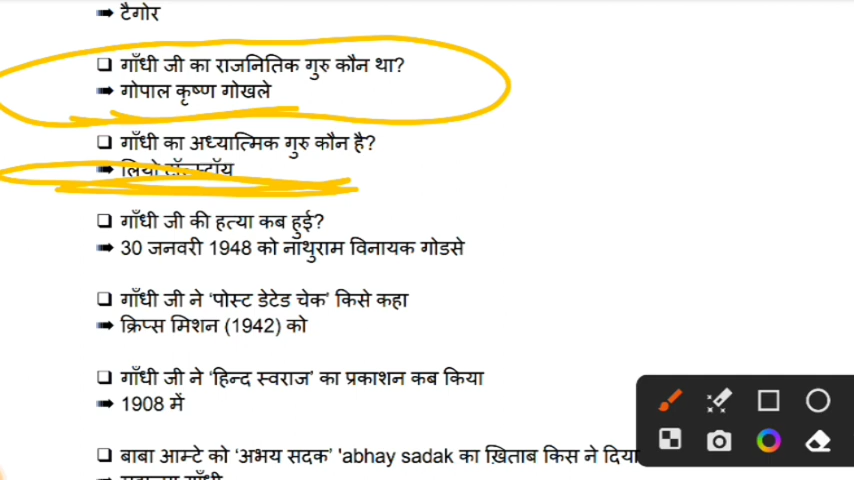 ➠ टैगोर
❑ गाँधी जी का राजनितिक गुरु कौन था?
➠ गोपाल कृष्ण गोखले
❑ गाँधी का अध्यात्मिक गुरु कौन है?
➠ लियो टॉल्स्टॉय
❑ गाँधी जी की हत्या कब हुई?
➠ 30 जनवरी 1948 को नाथुराम विनायक गोडसे
❑ गाँधी जी ने ‘पोस्ट डेटेड चेक’ किसे कहा
➠ क्रिप्स मिशन (1942) को
❑ गाँधी जी ने ‘हिन्द स्वराज’ का प्रकाशन कब किया
➠ 1908 में
❑ बाबा आम्टे को ‘अभय सदक’ 'abhay sadak का ख़िताब किस ने दिया